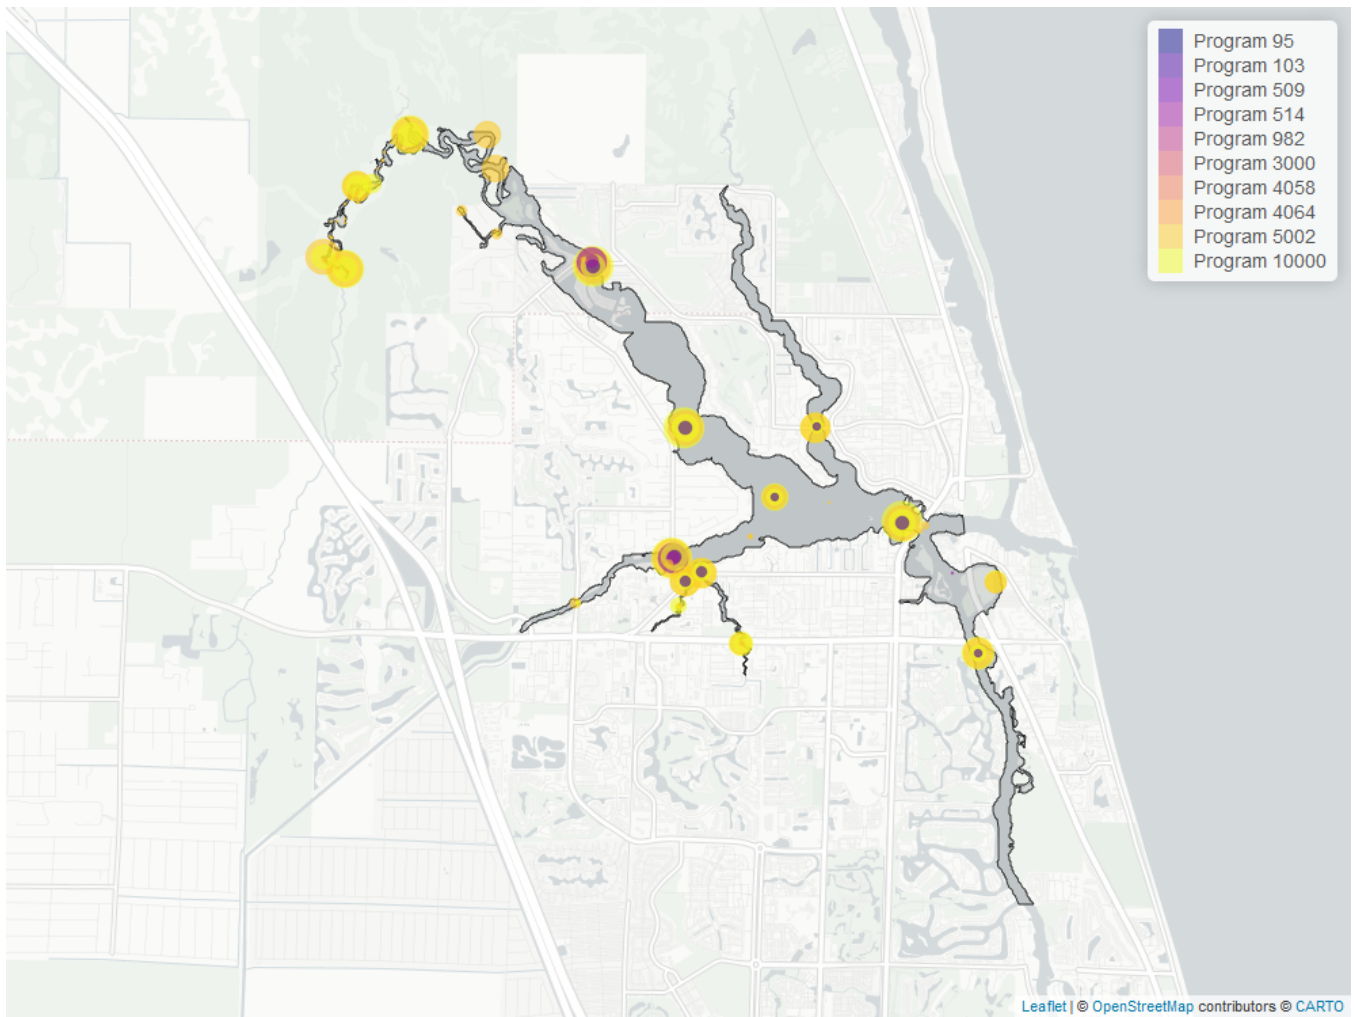 Program 95
Program 103
Program 509
Program 514
Program 982
Program 3000
Program 4058
Program 4064
Program 5002
Program 10000
Leaflet | © OpenStreetMap contributors © CARTO